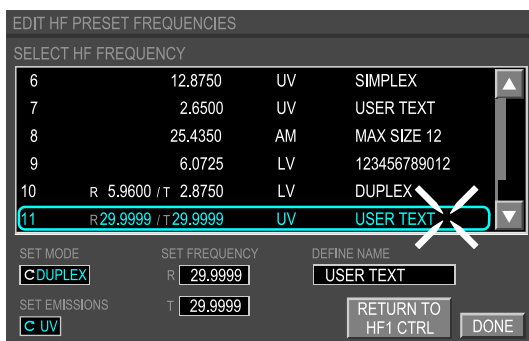 EDIT HF PRESET FREQUENCIES
SELECT HF FREQUENCY
6 12.8750 UV SIMPLEX
7 2.6500 UV USER TEXT
8 25.4350 AM MAX SIZE 12
9 6.0725 LV 123456789012
10 R 5.9600 / T 2.8750 LV DUPLEX
11 R 29.9999 / T 29.9999 UV USER TEXT
SET MODE SET FREQUENCY DEFINE NAME
C DUPLEX R 29.9999 USER TEXT
SET EMISSIONS T 29.9999 RETURN TO
C UV HF1 CTRL DONE